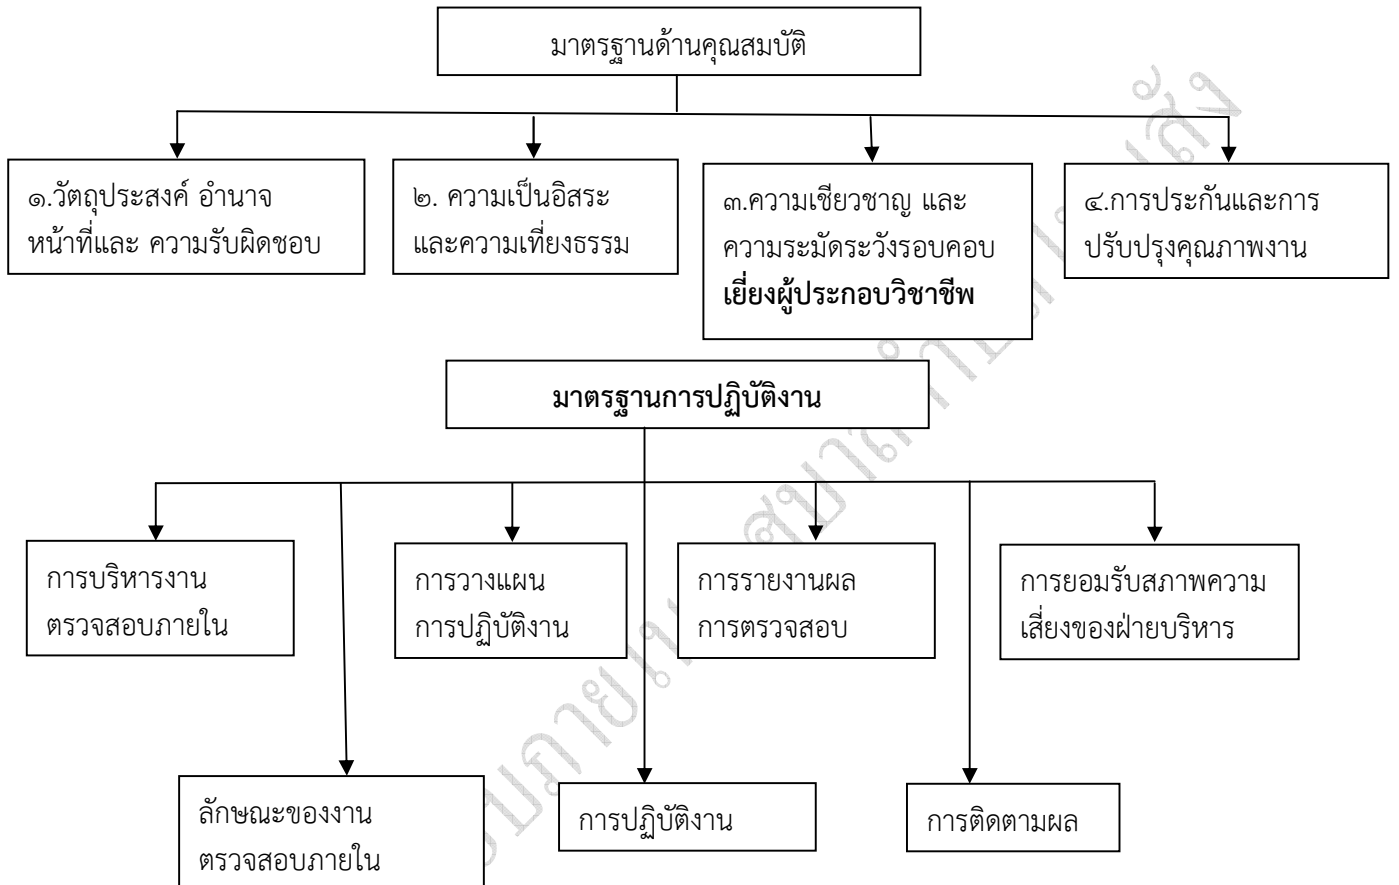 มาตรฐานด้านคุณสมบัติ
๑.วัตถุประสงค์ อำนาจ
หน้าที่และ ความรับผิดชอบ
๒. ความเป็นอิสระ
และความเที่ยงธรรม
๓.ความเชียวชาญ และ
ความระมัดระวังรอบคอบ
เยี่ยงผู้ประกอบวิชาชีพ
๔.การประกันและการ
ปรับปรุงคุณภาพงาน
มาตรฐานการปฏิบัติงาน
การบริหารงาน
ตรวจสอบภายใน
การวางแผน
การปฏิบัติงาน
การรายงานผล
การตรวจสอบ
การยอมรับสภาพความ
เสี่ยงของฝ่ายบริหาร
ลักษณะของงาน
ตรวจสอบภายใน
การปฏิบัติงาน
การติดตามผล